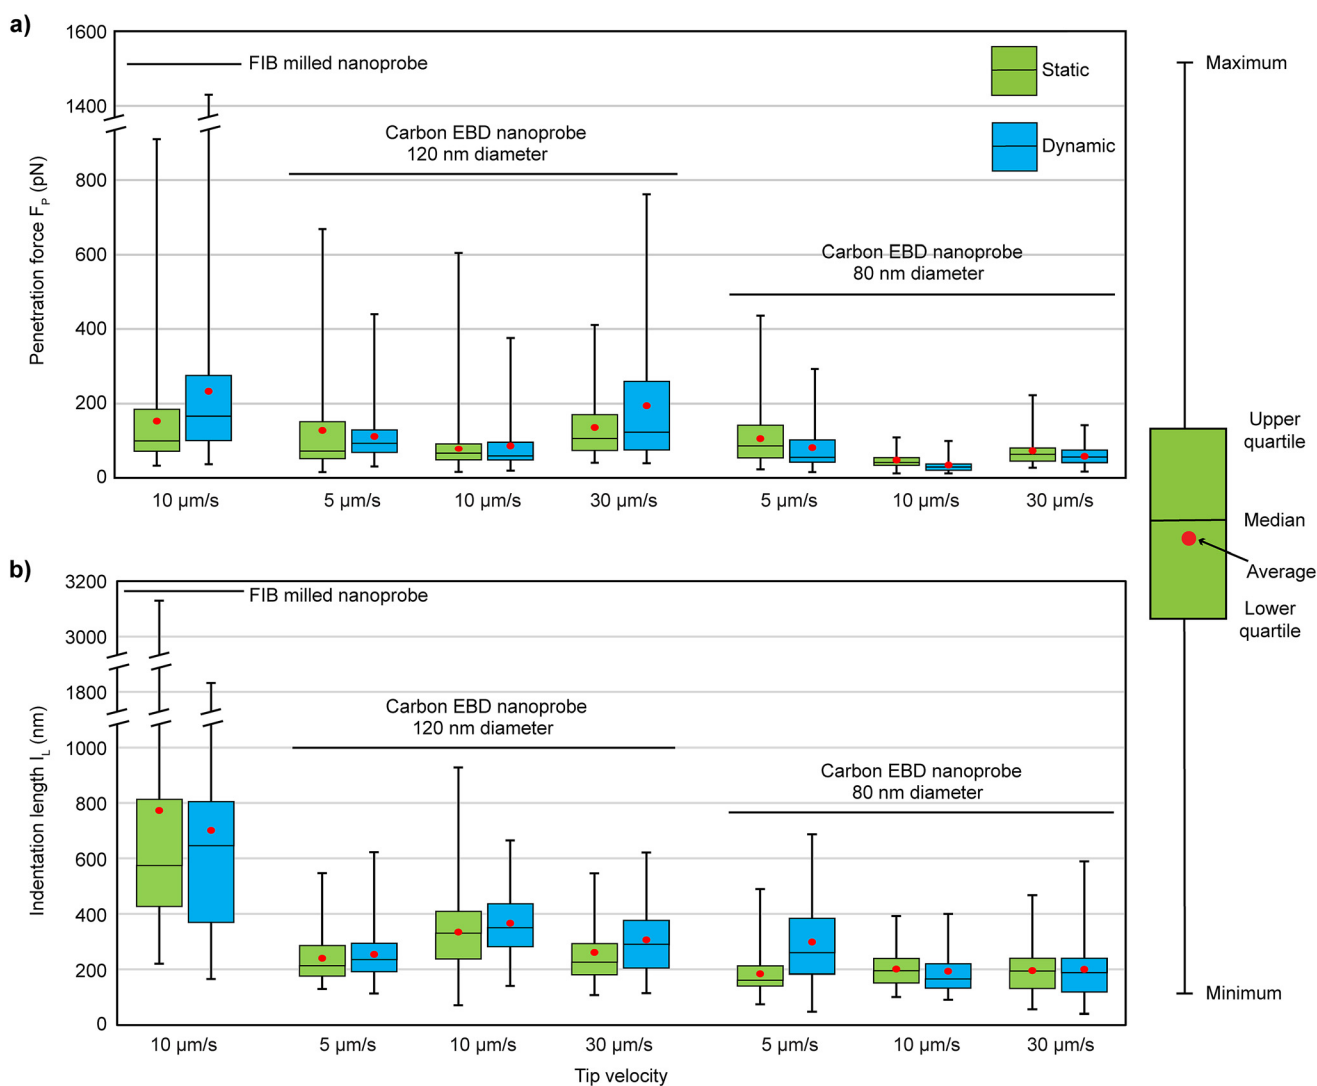 a)
1600
1400
800
600
400
200
0
Penetration force F_P (pN)
FIB milled nanoprobe
Carbon EBD nanoprobe
120 nm diameter
Carbon EBD nanoprobe
80 nm diameter
Static
Dynamic
10 µm/s
5 µm/s
10 µm/s
30 µm/s
5 µm/s
10 µm/s
30 µm/s
Maximum
Upper
quartile
Median
Average
Lower
quartile
Minimum
b)
3200
3000
1800
1000
800
600
400
200
0
Indentation length I_L (nm)
FIB milled nanoprobe
Carbon EBD nanoprobe
120 nm diameter
Carbon EBD nanoprobe
80 nm diameter
10 µm/s
5 µm/s
10 µm/s
30 µm/s
5 µm/s
10 µm/s
30 µm/s
Tip velocity